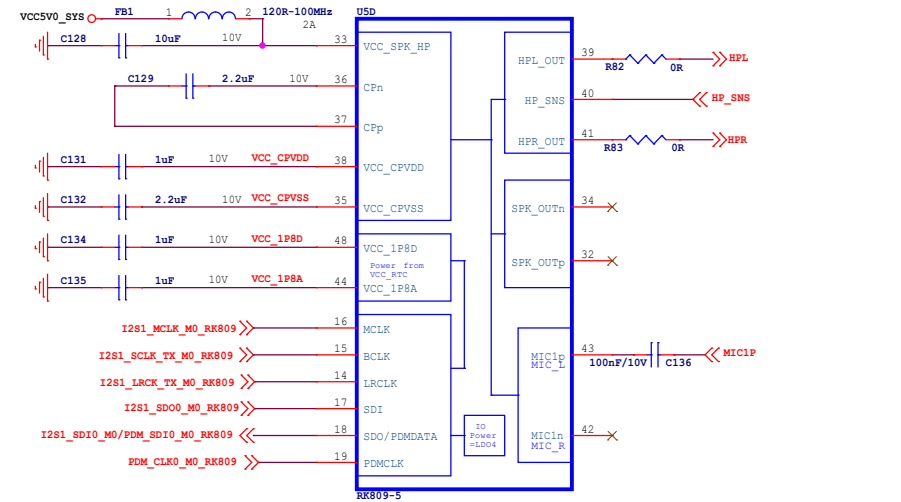 VCC5V0_SYS FB1 1 2 120R-100MHz U5D
2A
C128 10uF 10V 33 VCC_SPK_HP
39 HPL
HPL_OUT R82 0R
C129 2.2uF 10V 36 CPn
40 HP_SNS
HP_SNS
37 CPp
41 HPR
HPR_OUT R83 0R
C131 1uF 10V VCC_CPVDD 38 VCC_CPVDD
C132 2.2uF 10V VCC_CPVSS 35 VCC_CPVSS
34 SPK_OUTn
C134 1uF 10V VCC_1P8D 48 VCC_1P8D
Power from
VCC_RTC
32 SPK_OUTp
C135 1uF 10V VCC_1P8A 44 VCC_1P8A
I2S1_MCLK_M0_RK809 16 MCLK
I2S1_SCLK_TX_M0_RK809 15 BCLK
43 MIC1P
MIC1p
MIC_L 100nF/10V C136
I2S1_LRCK_TX_M0_RK809 14 LRCLK
I2S1_SDO0_M0_RK809 17 SDI
I2S1_SDI0_M0/PDM_SDI0_M0_RK809 18 SDO/PDMDATA
IO
Power
=LDO4
42 MIC1n
MIC_R
PDM_CLK0_M0_RK809 19 PDMCLK
RK809-5